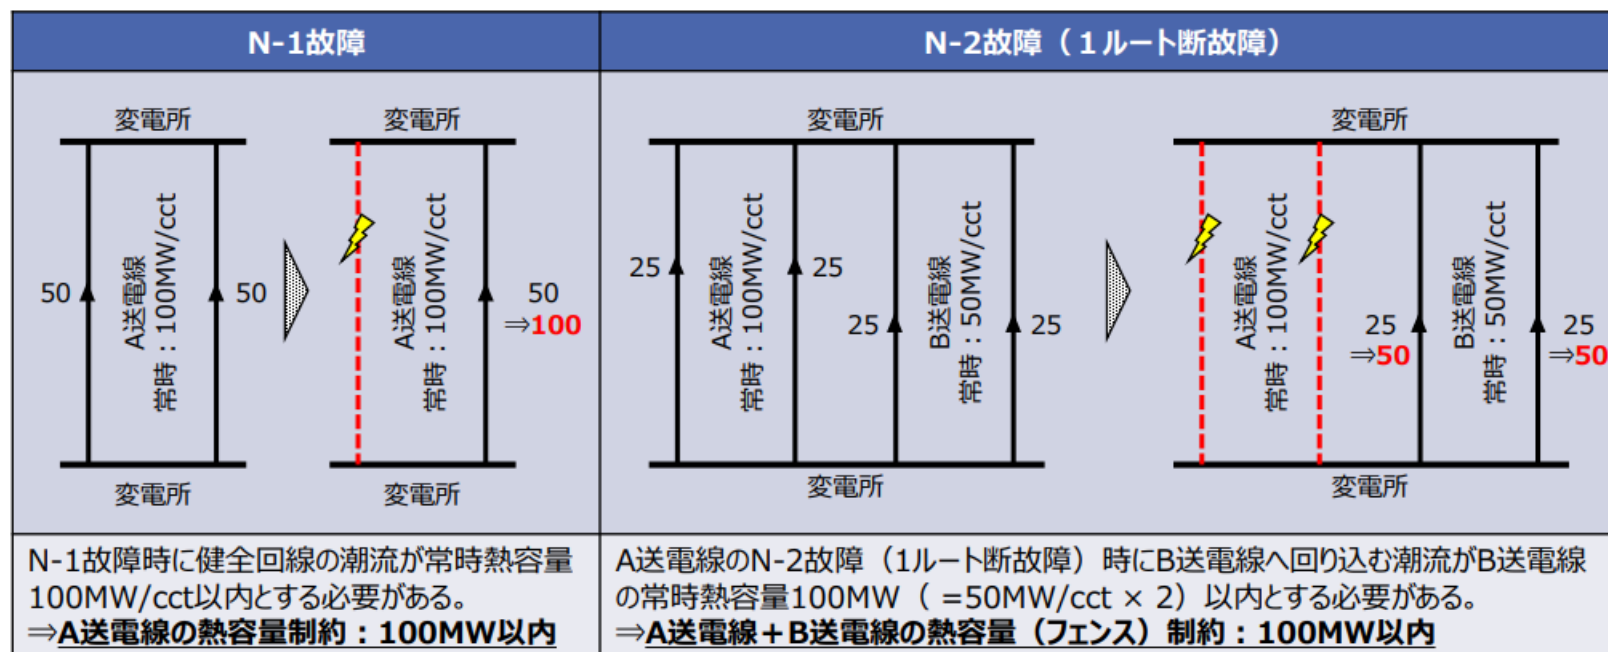 N-1故障
N-2故障（１ルート断故障）
変電所
変電所
50
A送電線
常時：100MW/cct
50
A送電線
常時：100MW/cct
50
⇒100
変電所
変電所
変電所
変電所
25
A送電線
常時：100MW/cct
25
25
B送電線
常時：50MW/cct
25
A送電線
常時：100MW/cct
25
⇒50
B送電線
常時：50MW/cct
25
⇒50
変電所
変電所
N-1故障時に健全回線の潮流が常時熱容量
100MW/cct以内とする必要がある。
⇒A送電線の熱容量制約：100MW以内
A送電線のN-2故障（1ルート断故障）時にB送電線へ回り込む潮流がB送電線
の常時熱容量100MW（ =50MW/cct × 2）以内とする必要がある。
⇒A送電線＋B送電線の熱容量（フェンス）制約：100MW以内